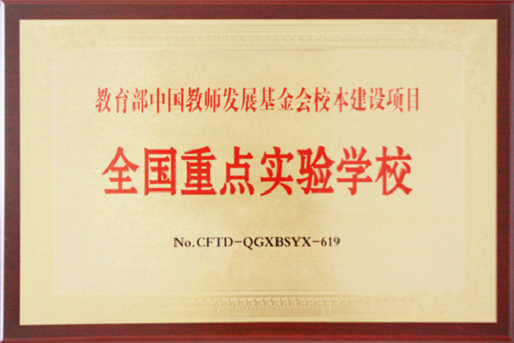 教育部中国教师发展基金会校本建设项目
全国重点实验学校
No.CFTD-QGXBSYX-619